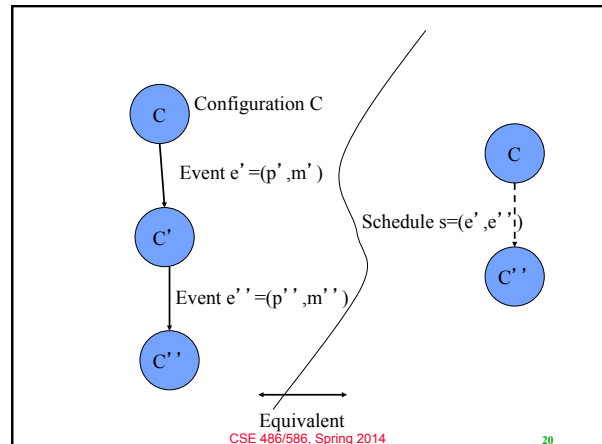 C
Configuration C
Event e'=(p',m')
C'
Event e''=(p'',m'')
C''
C
Schedule s=(e',e'')
C''
Equivalent
CSE 486/586, Spring 2014
20